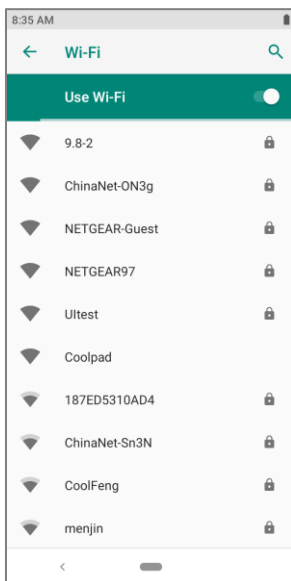 8:35 AM
Wi-Fi
Use Wi-Fi
9.8-2
ChinaNet-ON3g
NETGEAR-Guest
NETGEAR97
UItest
Coolpad
187ED5310AD4
ChinaNet-Sn3N
CoolFeng
menjin